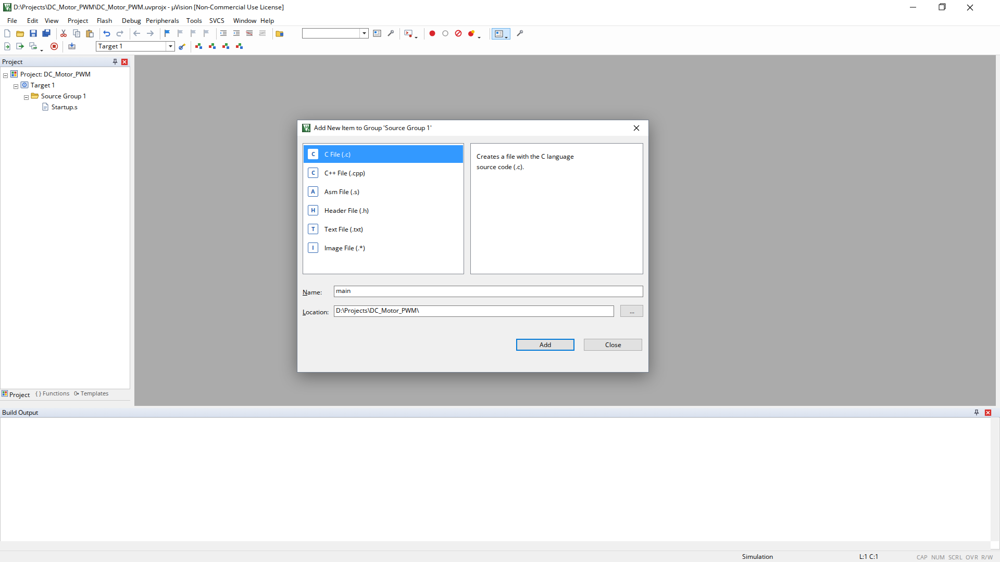 D:\Projects\DC_Motor_PWM\DC_Motor_PWM.uvprojx - µVision [Non-Commercial Use License]
File Edit View Project Flash Debug Peripherals Tools SVCS Window Help
Target 1
Project
Project: DC_Motor_PWM
Target 1
Source Group 1
Startup.s
Add New Item to Group 'Source Group 1'
C C File (.c)
C C++ File (.cpp)
A Asm File (.s)
H Header File (.h)
T Text File (.txt)
I Image File (.*)
Creates a file with the C language
source code (.c).
Name: main
Location: D:\Projects\DC_Motor_PWM\ ...
Add Close
Project { } Functions 0• Templates
Build Output
Simulation L:1 C:1 CAP NUM SCRL OVR R/W